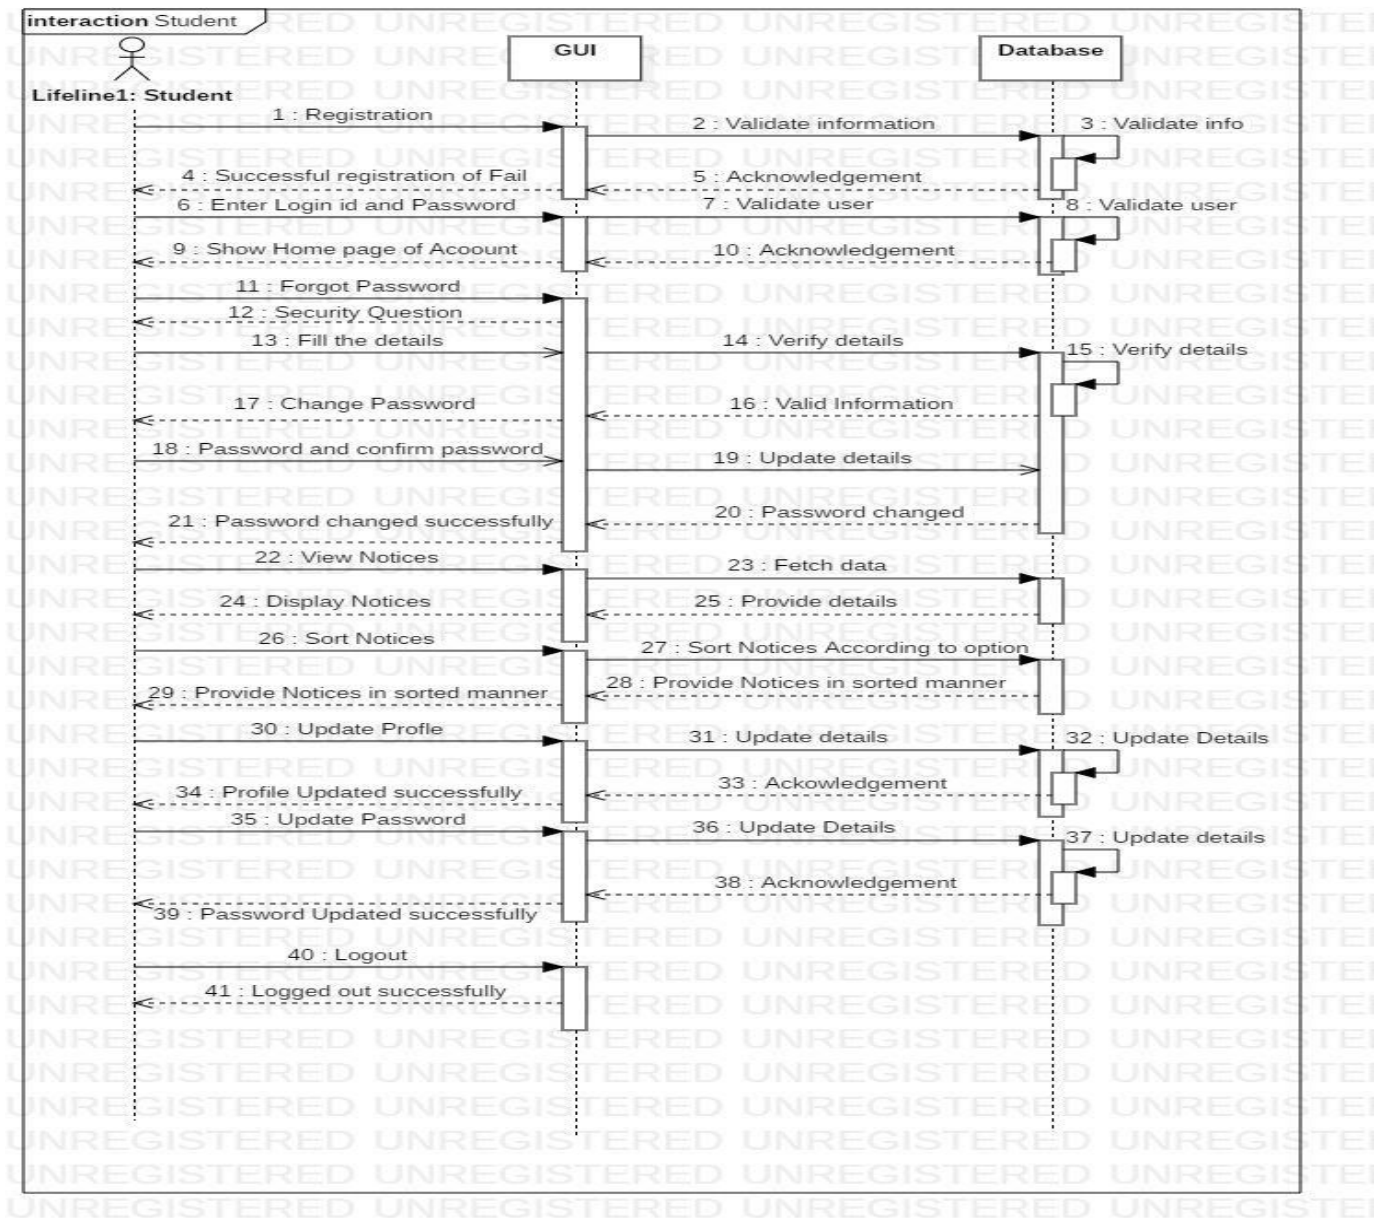 interaction Student
GUI
Database
Lifeline1: Student
1 : Registration
2 : Validate information
3 : Validate info
4 : Successful registration of Fail
5 : Acknowledgement
6 : Enter Login id and Password
7 : Validate user
8 : Validate user
9 : Show Home page of Acoount
10 : Acknowledgement
11 : Forgot Password
12 : Security Question
13 : Fill the details
14 : Verify details
15 : Verify details
17 : Change Password
16 : Valid Information
18 : Password and confirm password
19 : Update details
20 : Password changed
21 : Password changed successfully
22 : View Notices
23 : Fetch data
24 : Display Notices
25 : Provide details
26 : Sort Notices
27 : Sort Notices According to option
28 : Provide Notices in sorted manner
29 : Provide Notices in sorted manner
30 : Update Profle
31 : Update details
32 : Update Details
33 : Ackowledgement
34 : Profile Updated successfully
35 : Update Password
36 : Update Details
37 : Update details
38 : Acknowledgement
39 : Password Updated successfully
40 : Logout
41 : Logged out successfully
UNREGISTERED UNREGISTERED UNREGISTERED